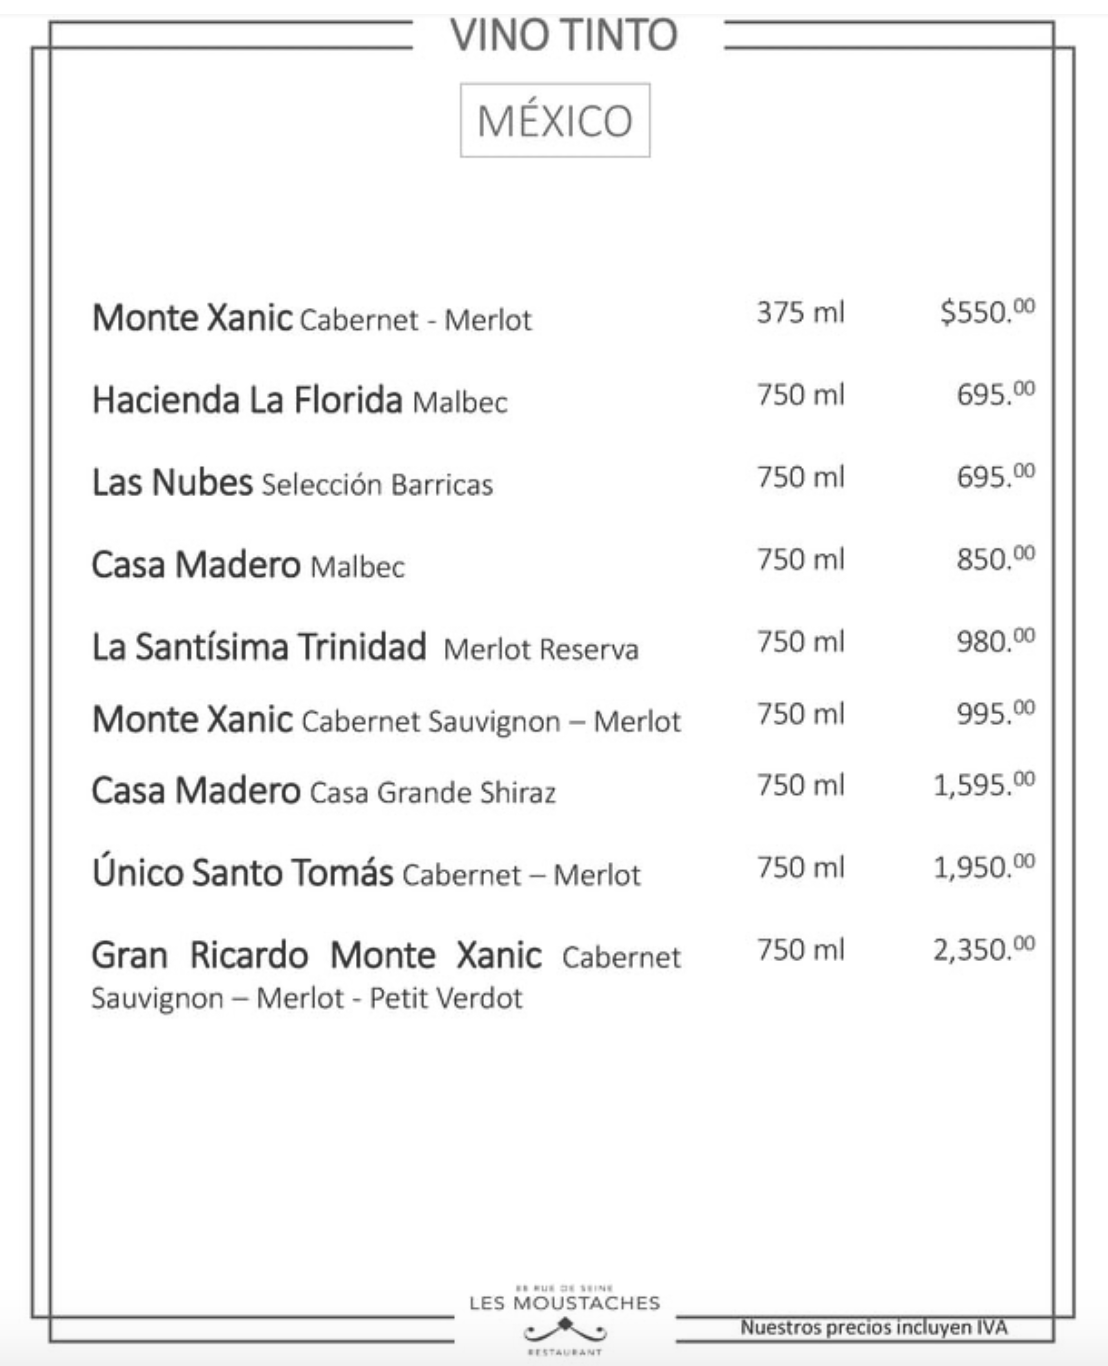 VINO TINTO
MÉXICO
Monte Xanic Cabernet - Merlot 375 ml $550.00
Hacienda La Florida Malbec 750 ml 695.00
Las Nubes Selección Barricas 750 ml 695.00
Casa Madero Malbec 750 ml 850.00
La Santísima Trinidad Merlot Reserva 750 ml 980.00
Monte Xanic Cabernet Sauvignon – Merlot 750 ml 995.00
Casa Madero Casa Grande Shiraz 750 ml 1,595.00
Único Santo Tomás Cabernet – Merlot 750 ml 1,950.00
Gran Ricardo Monte Xanic Cabernet 750 ml 2,350.00
Sauvignon – Merlot - Petit Verdot
88 RUE DE SEINE
LES MOUSTACHES
RESTAURANT
Nuestros precios incluyen IVA